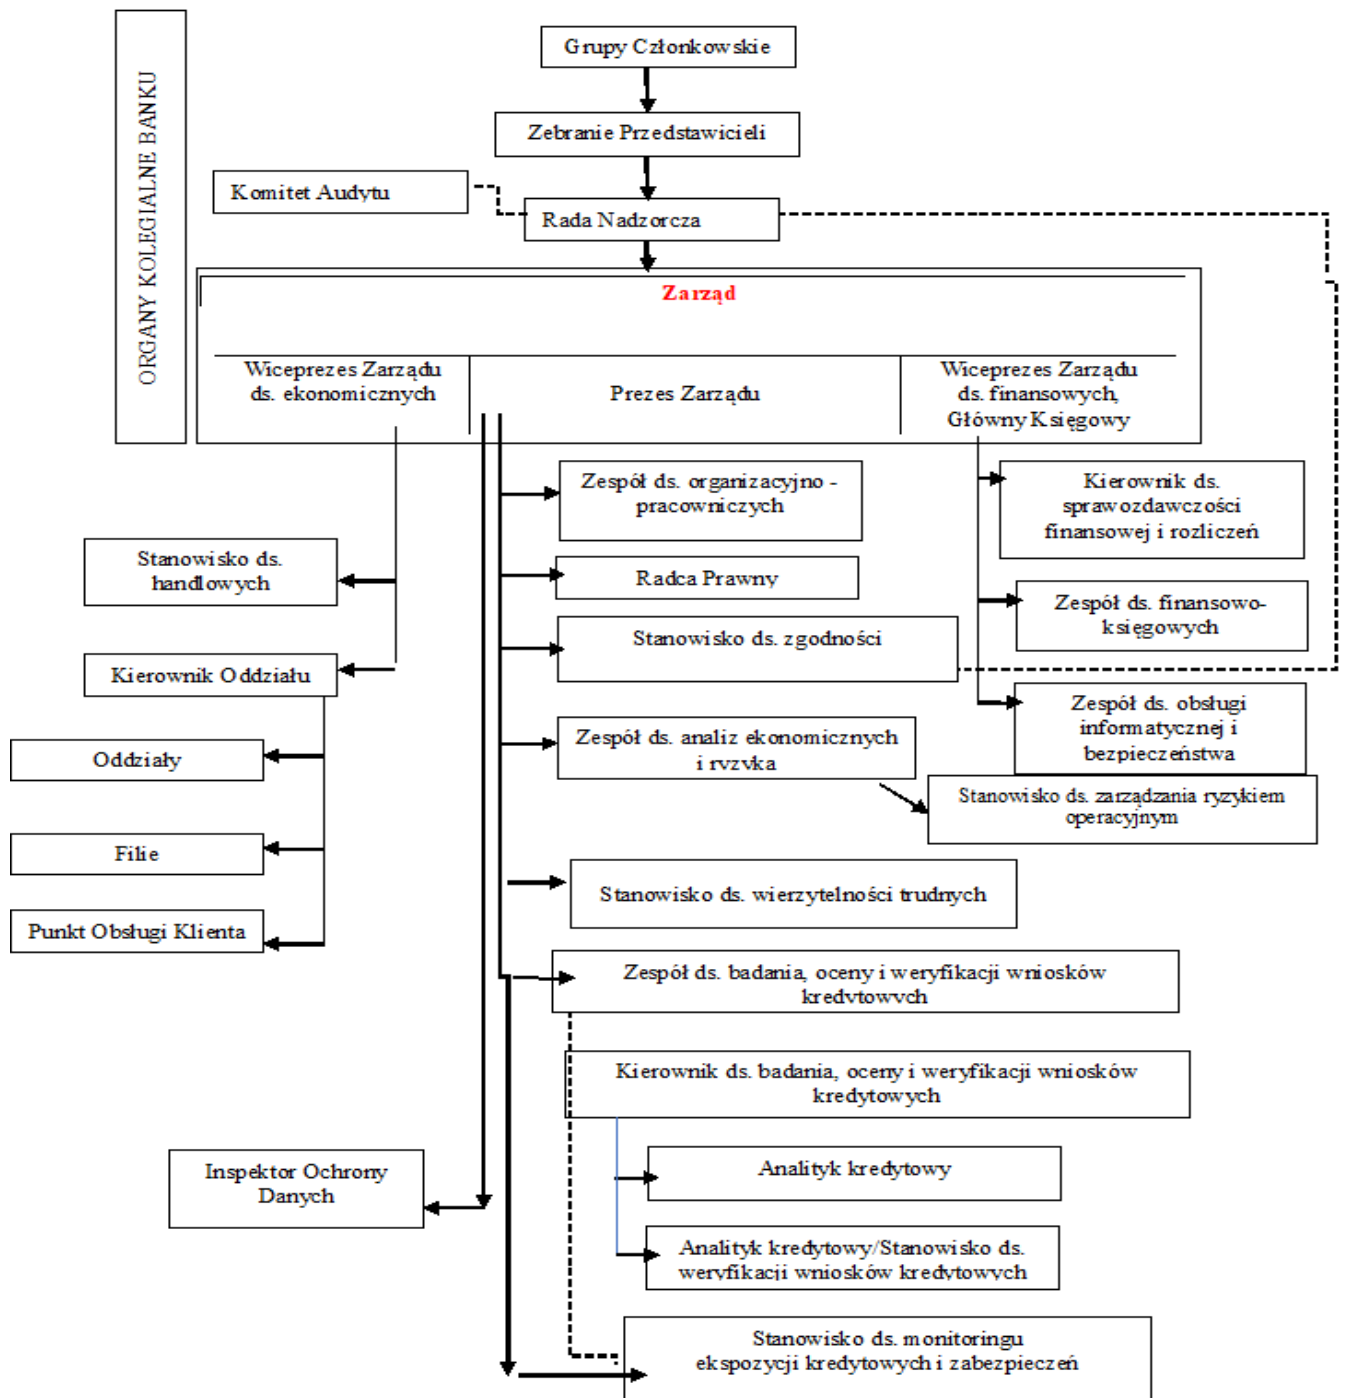 ORGANY KOLEGIALNE BANKU
Grupy Członkowskie
Zebranie Przedstawicieli
Komitet Audytu
Rada Nadzorcza
Zarząd
Wiceprezes Zarządu
ds. ekonomicznych
Prezes Zarządu
Wiceprezes Zarządu
ds. finansowych,
Główny Księgowy
Zespół ds. organizacyjno -
pracowniczych
Kierownik ds.
sprawozdawczości
finansowej i rozliczeń
Stanowisko ds.
handlowych
Radca Prawny
Zespół ds. finansowo-
księgowych
Stanowisko ds. zgodności
Kierownik Oddziału
Zespół ds. obsługi
informatycznej i
bezpieczeństwa
Zespół ds. analiz ekonomicznych
i ryzyka
Oddziały
Stanowisko ds. zarządzania ryzykiem
operacyjnym
Filie
Stanowisko ds. wierzytelności trudnych
Punkt Obsługi Klienta
Zespół ds. badania, oceny i weryfikacji wniosków
kredytowych
Kierownik ds. badania, oceny i weryfikacji wniosków
kredytowych
Inspektor Ochrony
Danych
Analityk kredytowy
Analityk kredytowy/Stanowisko ds.
weryfikacji wniosków kredytowych
Stanowisko ds. monitoringu
ekspozycji kredytowych i zabezpieczeń